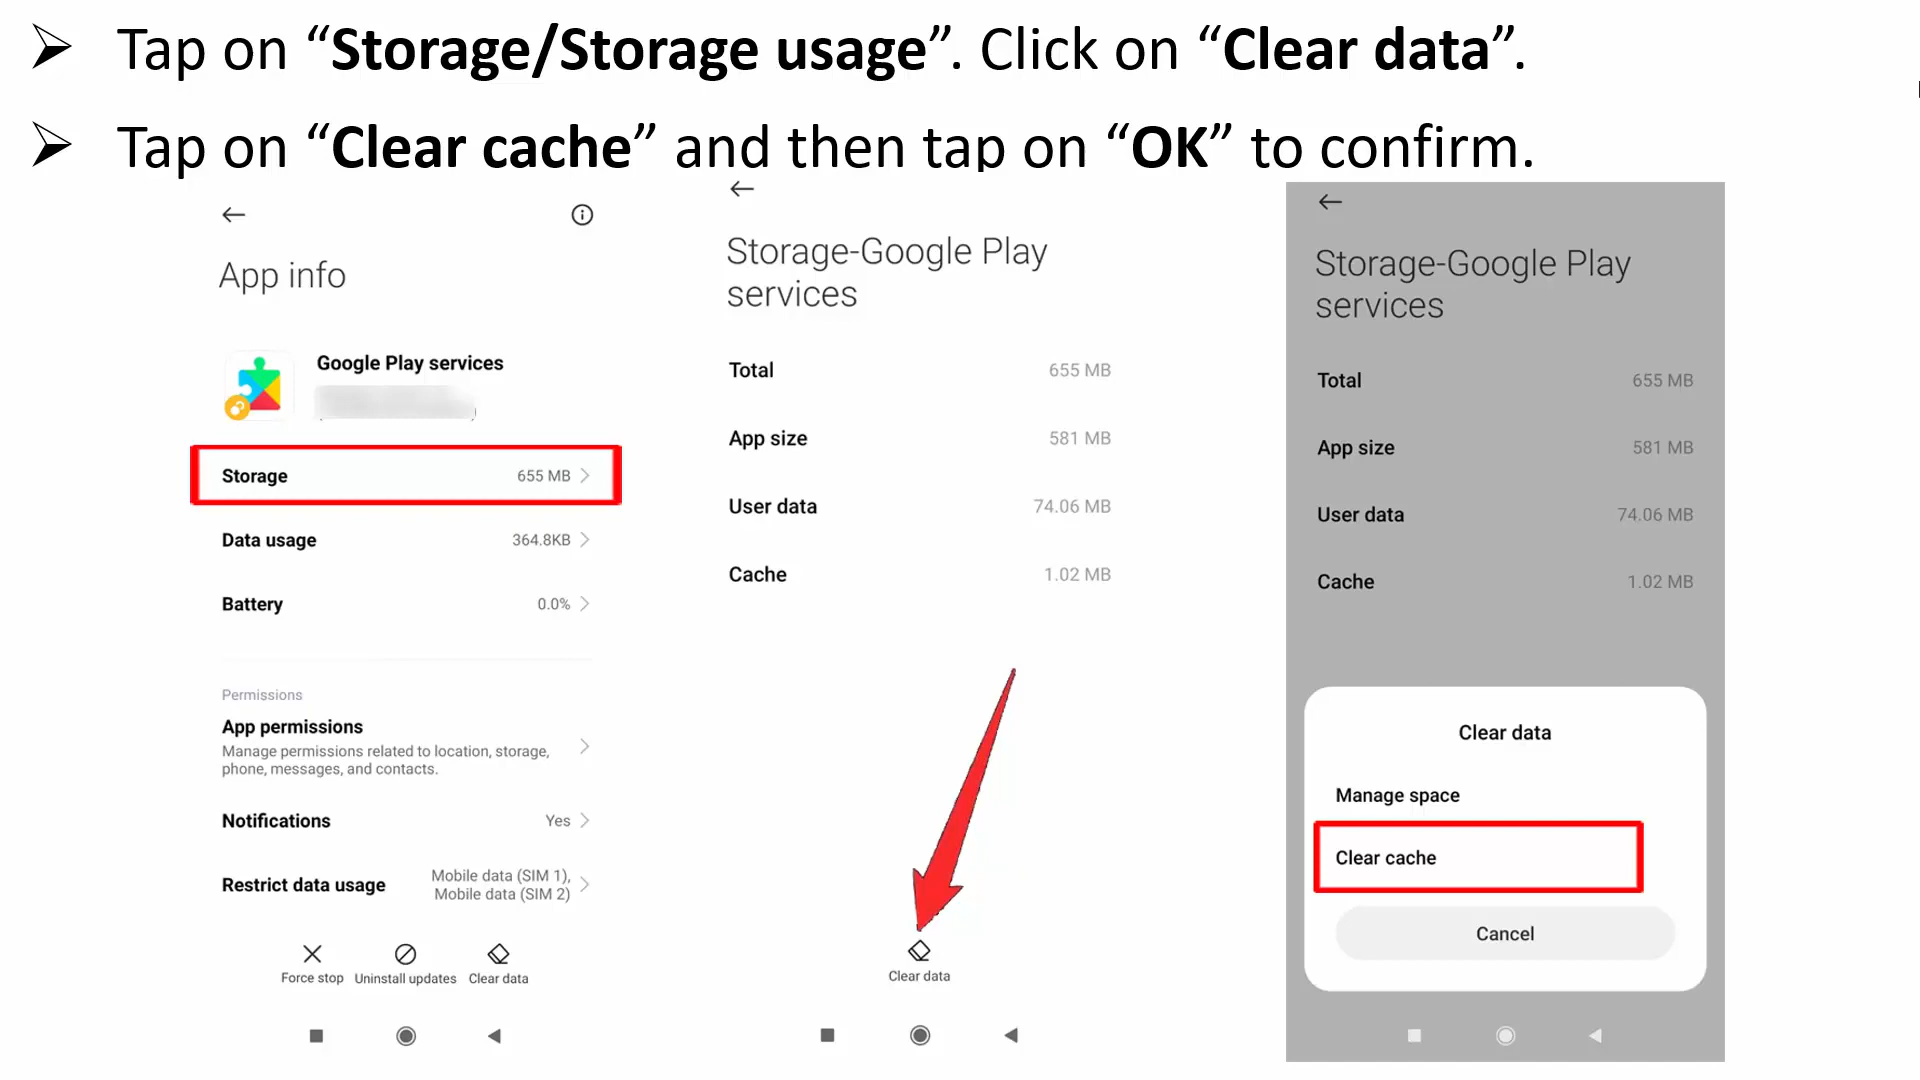 Tap on “Storage/Storage usage”. Click on “Clear data”.
Tap on “Clear cache” and then tap on “OK” to confirm.
App info
Google Play services
Storage 655 MB
Data usage 364.8KB
Battery 0.0%
Permissions
App permissions
Manage permissions related to location, storage,
phone, messages, and contacts.
Notifications Yes
Restrict data usage Mobile data (SIM 1),
Mobile data (SIM 2)
Force stop Uninstall updates Clear data
Storage-Google Play
services
Total 655 MB
App size 581 MB
User data 74.06 MB
Cache 1.02 MB
Clear data
Storage-Google Play
services
Total 655 MB
App size 581 MB
User data 74.06 MB
Cache 1.02 MB
Clear data
Manage space
Clear cache
Cancel